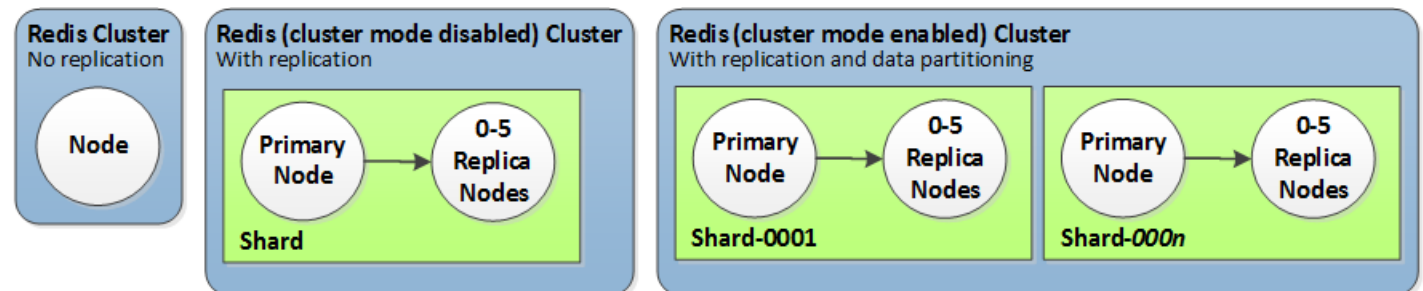 Redis Cluster
No replication
Node
Redis (cluster mode disabled) Cluster
With replication
Primary
Node
0-5
Replica
Nodes
Shard
Redis (cluster mode enabled) Cluster
With replication and data partitioning
Primary
Node
0-5
Replica
Nodes
Shard-0001
Primary
Node
0-5
Replica
Nodes
Shard-000n